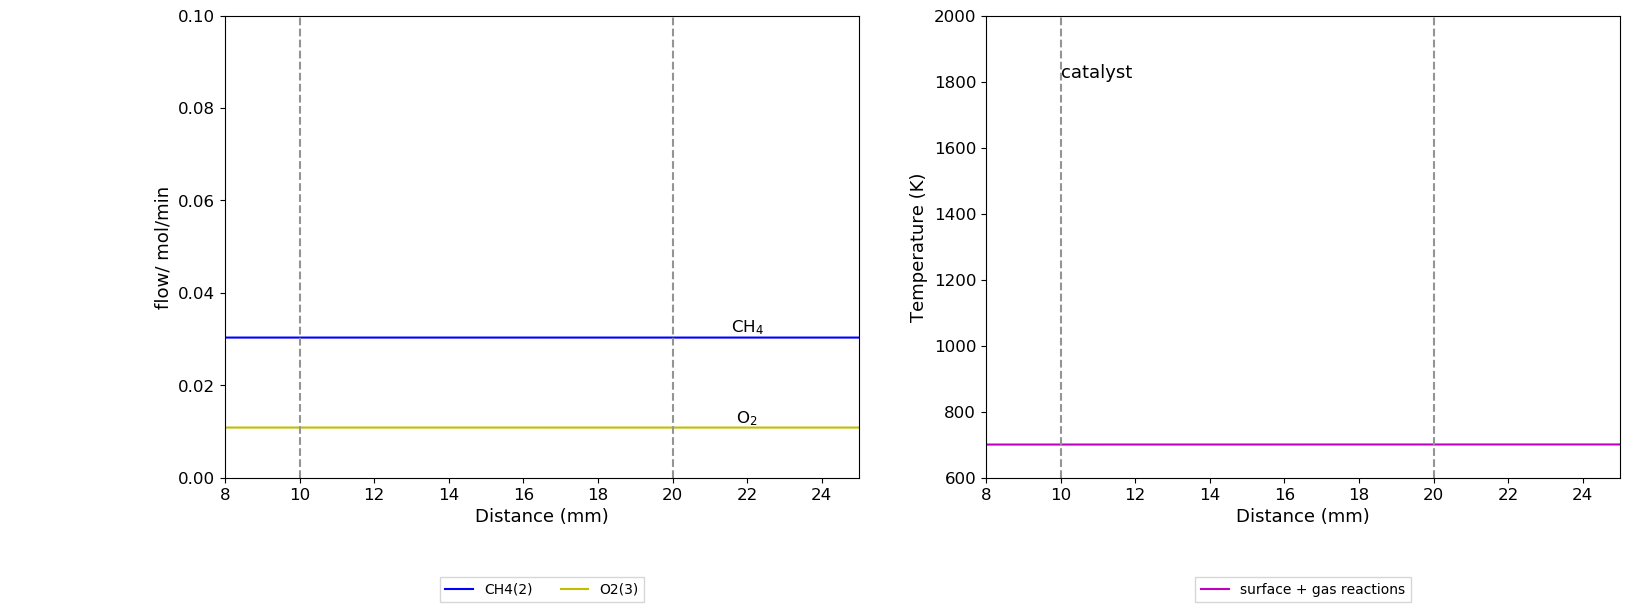 0.10
0.08
0.06
0.04
0.02
0.00
flow/ mol/min
CH₄
O₂
8 10 12 14 16 18 20 22 24
Distance (mm)
CH4(2) O2(3)
2000
1800
1600
1400
1200
1000
800
600
Temperature (K)
catalyst
8 10 12 14 16 18 20 22 24
Distance (mm)
surface + gas reactions